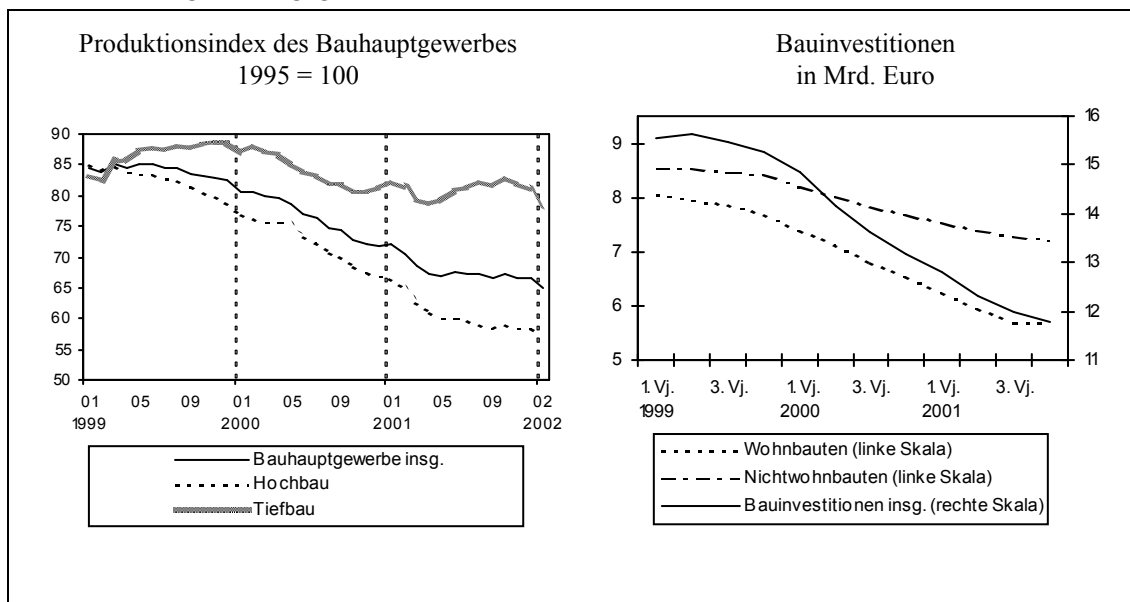 Produktionsindex des Bauhauptgewerbes
1995 = 100
90
85
80
75
70
65
60
55
50
01 05 09 01 05 09 01 05 09 02
1999 2000 2001 2002
Bauhauptgewerbe insg.
Hochbau
Tiefbau
Bauinvestitionen
in Mrd. Euro
9
8
7
6
5
16
15
14
13
12
11
1. Vj. 3. Vj. 1. Vj. 3. Vj. 1. Vj. 3. Vj.
1999 2000 2001
Wohnbauten (linke Skala)
Nichtwohnbauten (linke Skala)
Bauinvestitionen insg. (rechte Skala)